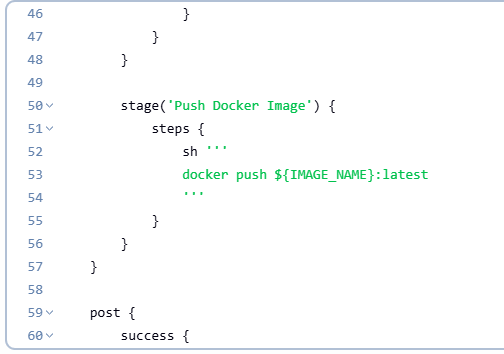 46                 }
47             }
48         }
49
50         stage('Push Docker Image') {
51             steps {
52                 sh '''
53                 docker push ${IMAGE_NAME}:latest
54                 '''
55             }
56         }
57     }
58
59     post {
60         success {